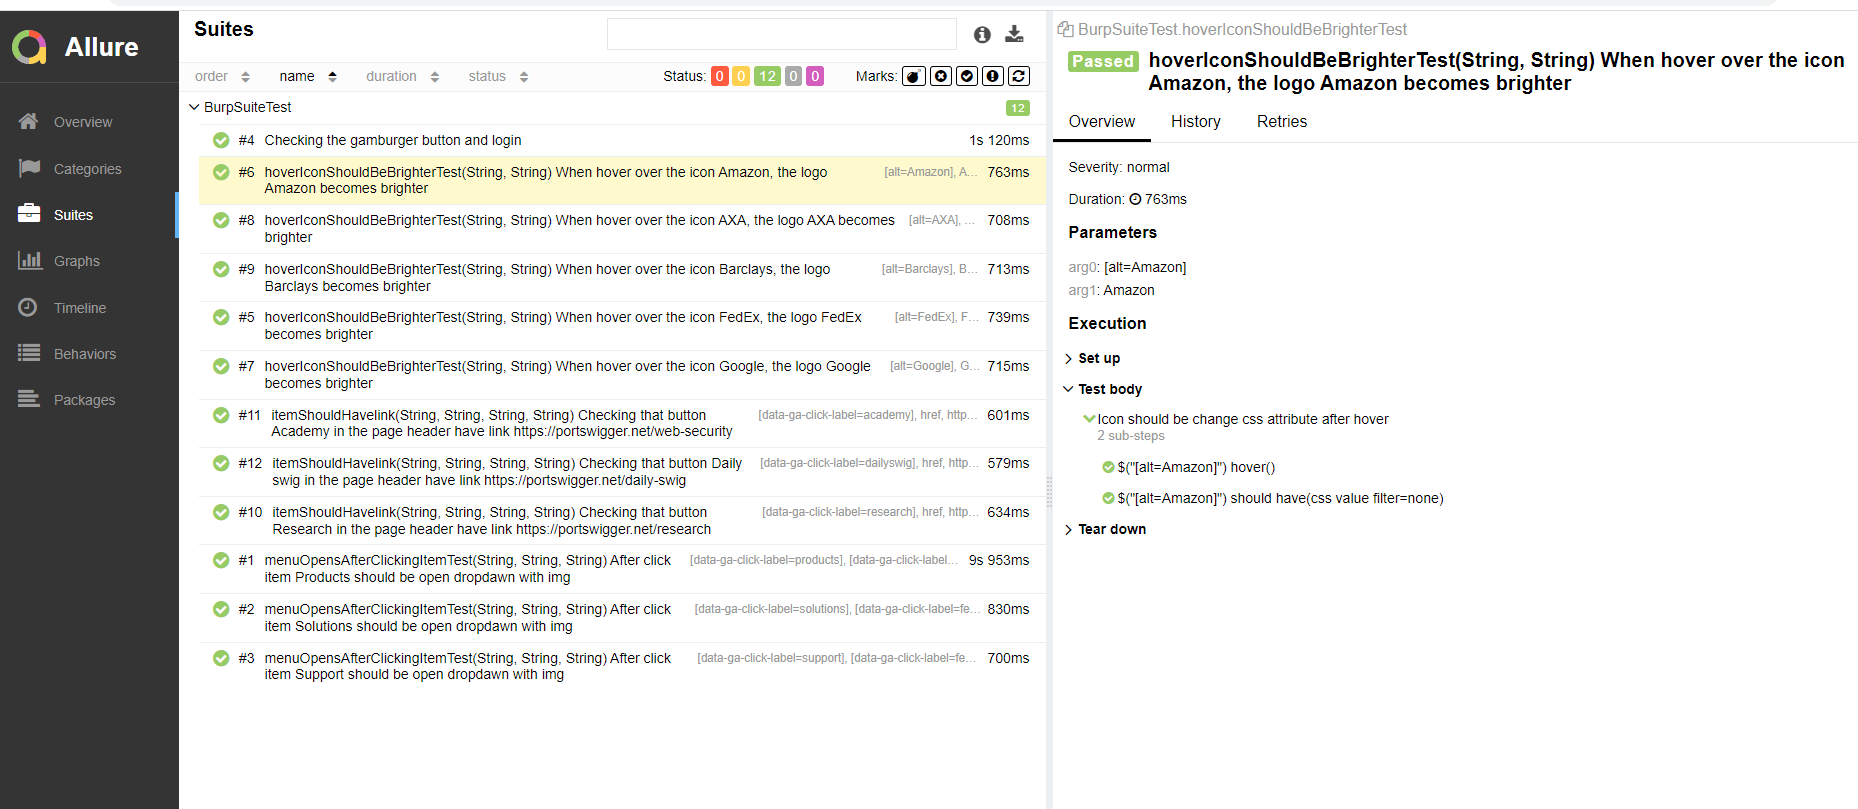 Allure
Overview
Categories
Suites
Graphs
Timeline
Behaviors
Packages
Suites
order name duration status Status: 0 0 12 0 0 Marks:
BurpSuiteTest 12
#4 Checking the gamburger button and login 1s 120ms
#6 hoverIconShouldBeBrighterTest(String, String) When hover over the icon Amazon, the logo [alt=Amazon], A... 763ms
Amazon becomes brighter
#8 hoverIconShouldBeBrighterTest(String, String) When hover over the icon AXA, the logo AXA becomes [alt=AXA], ... 708ms
brighter
#9 hoverIconShouldBeBrighterTest(String, String) When hover over the icon Barclays, the logo [alt=Barclays], B... 713ms
Barclays becomes brighter
#5 hoverIconShouldBeBrighterTest(String, String) When hover over the icon FedEx, the logo FedEx [alt=FedEx], F... 739ms
becomes brighter
#7 hoverIconShouldBeBrighterTest(String, String) When hover over the icon Google, the logo Google [alt=Google], G... 715ms
becomes brighter
#11 itemShouldHavelink(String, String, String, String) Checking that button [data-ga-click-label=academy], href, http... 601ms
Academy in the page header have link https://portswigger.net/web-security
#12 itemShouldHavelink(String, String, String, String) Checking that button Daily [data-ga-click-label=dailyswig], href, http... 579ms
swig in the page header have link https://portswigger.net/daily-swig
#10 itemShouldHavelink(String, String, String, String) Checking that button [data-ga-click-label=research], href, http... 634ms
Research in the page header have link https://portswigger.net/research
#1 menuOpensAfterClickingItemTest(String, String, String) After click [data-ga-click-label=products], [data-ga-click-label... 9s 953ms
item Products should be open dropdawn with img
#2 menuOpensAfterClickingItemTest(String, String, String) After click [data-ga-click-label=solutions], [data-ga-click-label=fe... 830ms
item Solutions should be open dropdawn with img
#3 menuOpensAfterClickingItemTest(String, String, String) After click [data-ga-click-label=support], [data-ga-click-label=fe... 700ms
item Support should be open dropdawn with img
BurpSuiteTest.hoverIconShouldBeBrighterTest
Passed hoverIconShouldBeBrighterTest(String, String) When hover over the icon
Amazon, the logo Amazon becomes brighter
Overview History Retries
Severity: normal
Duration: 763ms
Parameters
arg0: [alt=Amazon]
arg1: Amazon
Execution
Set up
Test body
Icon should be change css attribute after hover
2 sub-steps
$("[alt=Amazon]") hover()
$("[alt=Amazon]") should have(css value filter=none)
Tear down